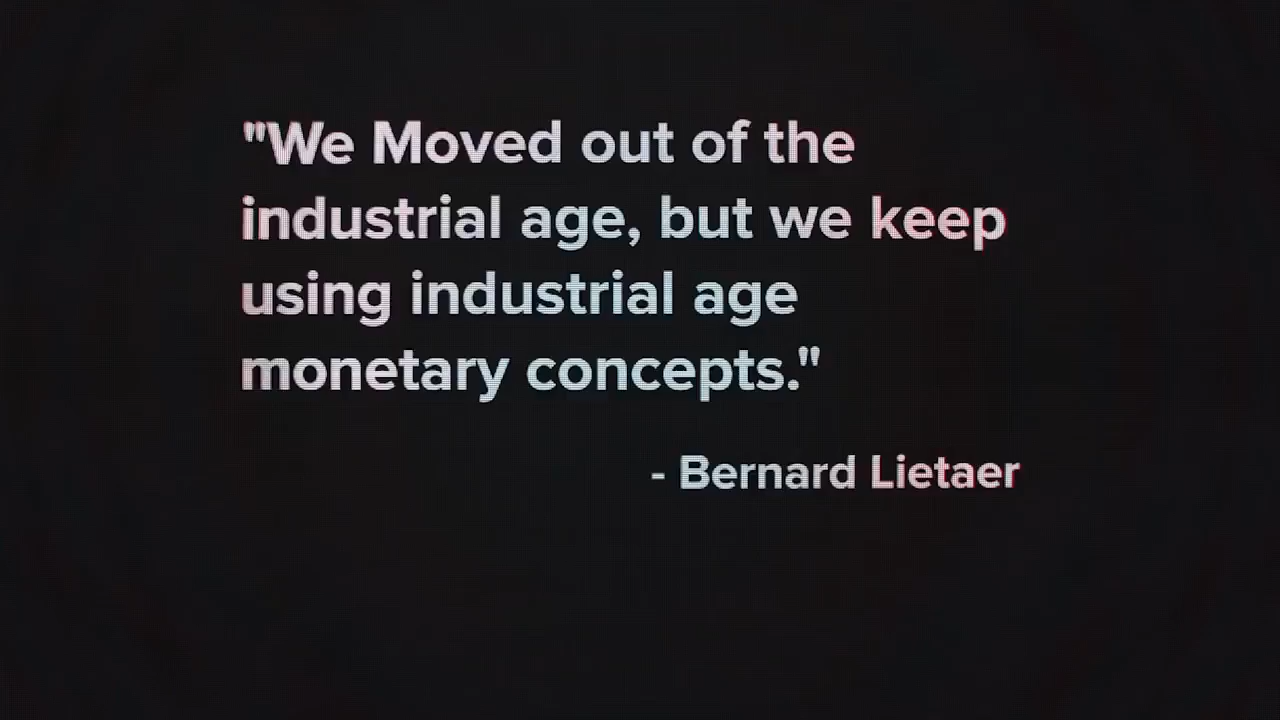 "We Moved out of the
industrial age, but we keep
using industrial age
monetary concepts."
- Bernard Lietaer